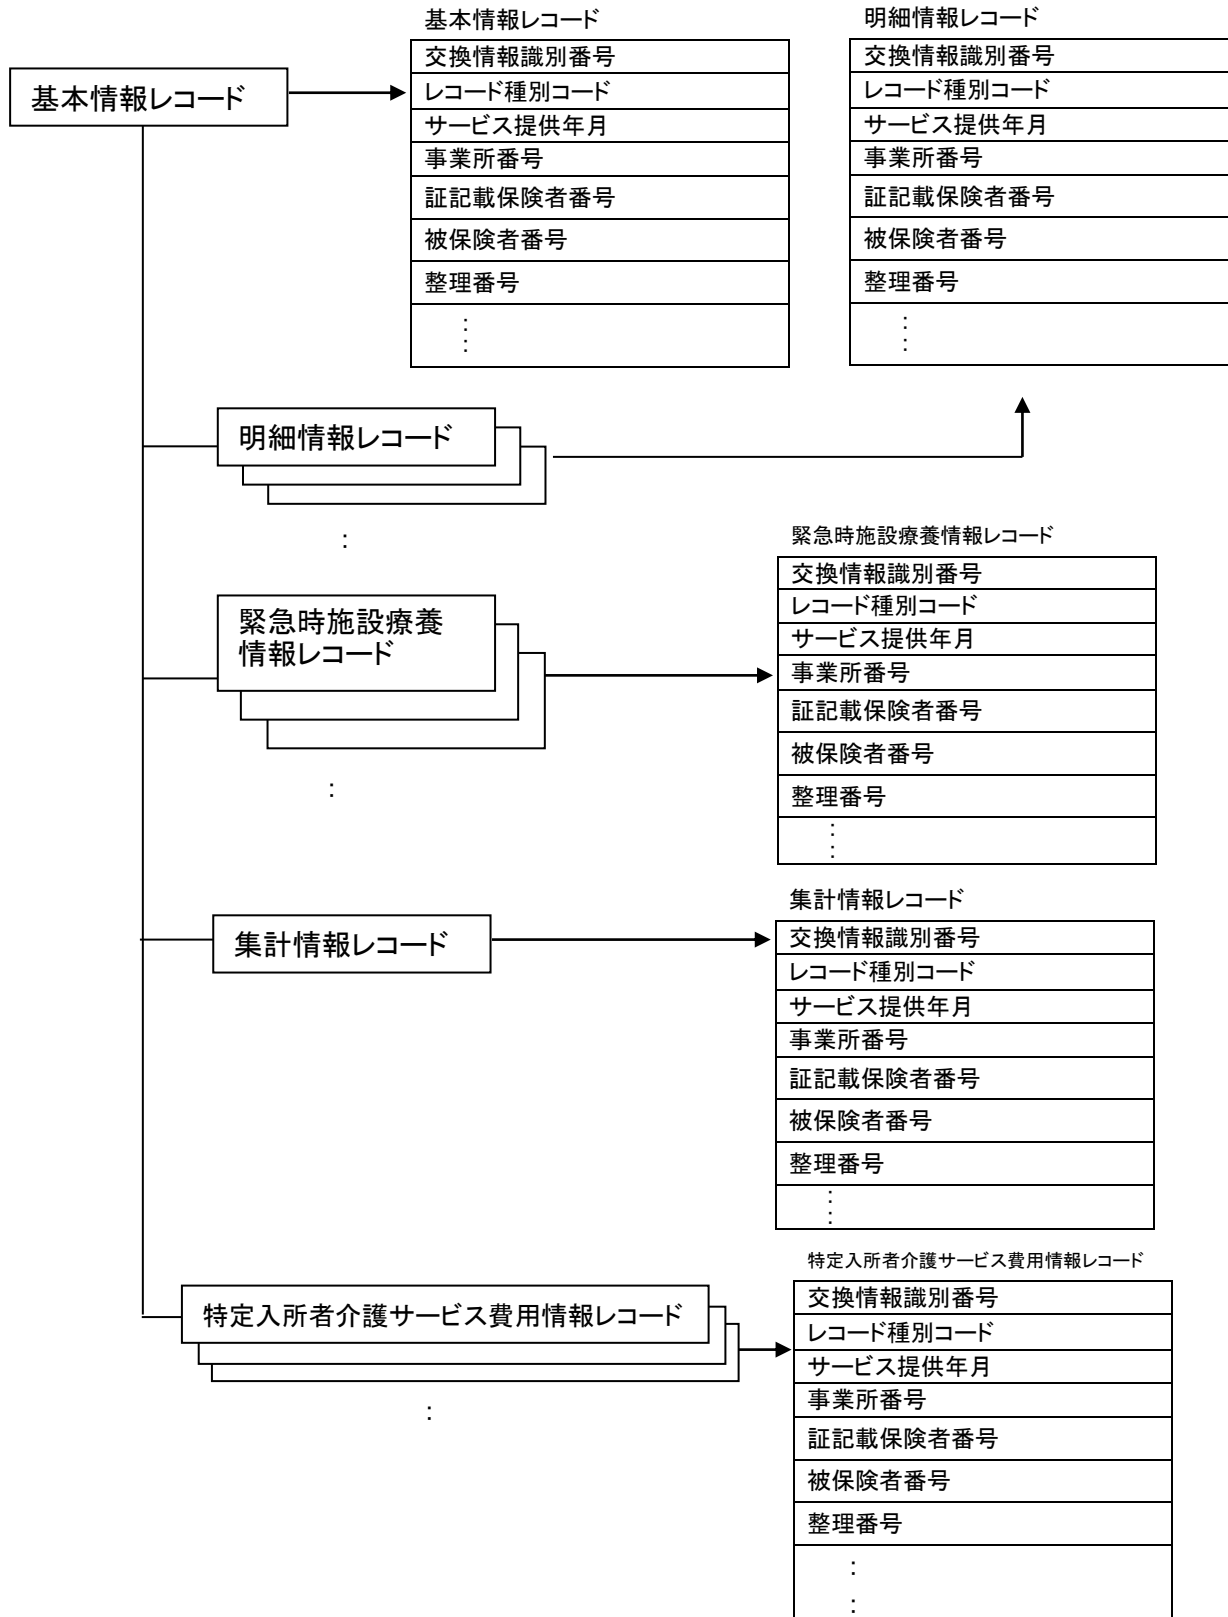 基本情報レコード
基本情報レコード
交換情報識別番号
レコード種別コード
サービス提供年月
事業所番号
証記載保険者番号
被保険者番号
整理番号
:
:
明細情報レコード
交換情報識別番号
レコード種別コード
サービス提供年月
事業所番号
証記載保険者番号
被保険者番号
整理番号
:
:
明細情報レコード
:
緊急時施設療養
情報レコード
:
緊急時施設療養情報レコード
交換情報識別番号
レコード種別コード
サービス提供年月
事業所番号
証記載保険者番号
被保険者番号
整理番号
:
:
集計情報レコード
集計情報レコード
交換情報識別番号
レコード種別コード
サービス提供年月
事業所番号
証記載保険者番号
被保険者番号
整理番号
:
:
特定入所者介護サービス費用情報レコード
:
特定入所者介護サービス費用情報レコード
交換情報識別番号
レコード種別コード
サービス提供年月
事業所番号
証記載保険者番号
被保険者番号
整理番号
:
: